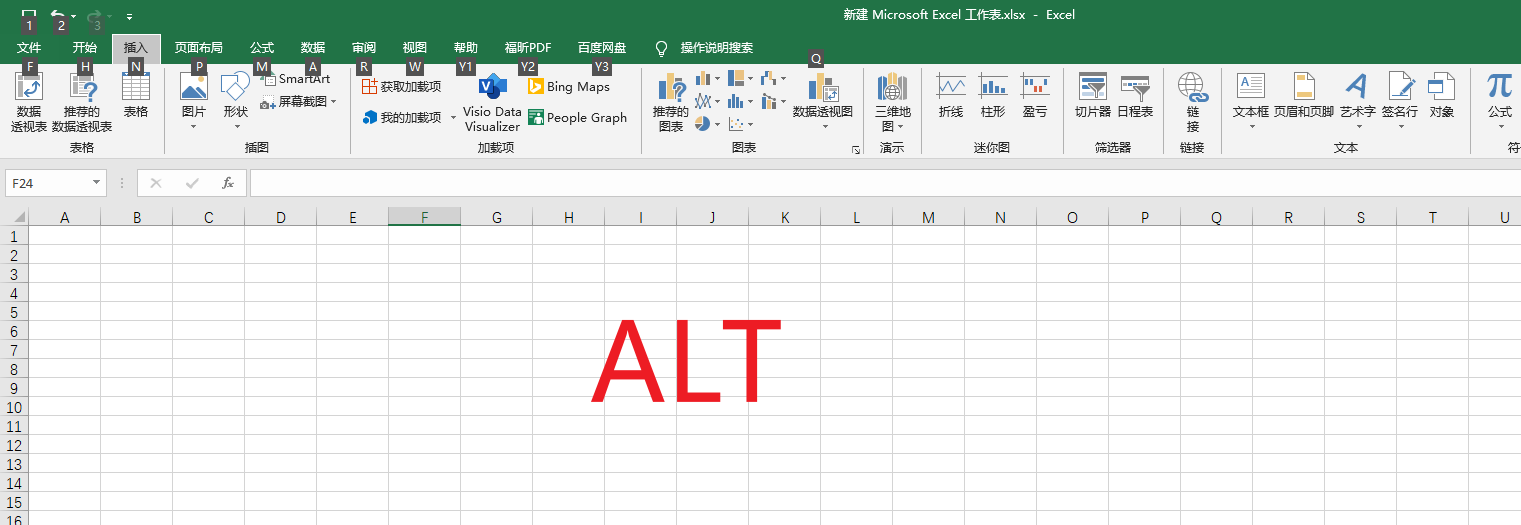 新建 Microsoft Excel 工作表.xlsx - Excel
1 2 3
文件 开始 插入 页面布局 公式 数据 审阅 视图 帮助 福昕PDF 百度网盘 操作说明搜索
F H N P M A R W Y1 Y2 Y3 Q
数据透视表 推荐的数据透视表 表格
表格
图片 形状 SmartArt 屏幕截图
插图
获取加载项 我的加载项 Visio Data Visualizer Bing Maps People Graph
加载项
推荐的图表 数据透视图
图表
三维地图
演示
折线 柱形 盈亏
迷你图
切片器 日程表
筛选器
链接
链接
文本框 页眉和页脚 艺术字 签名行 对象
文本
π 公式
符
F24 fx
A B C D E F G H I J K L M N O P Q R S T U
1
2
3
4
5
6
7
8
9
10
11
12
13
14
15
16
ALT